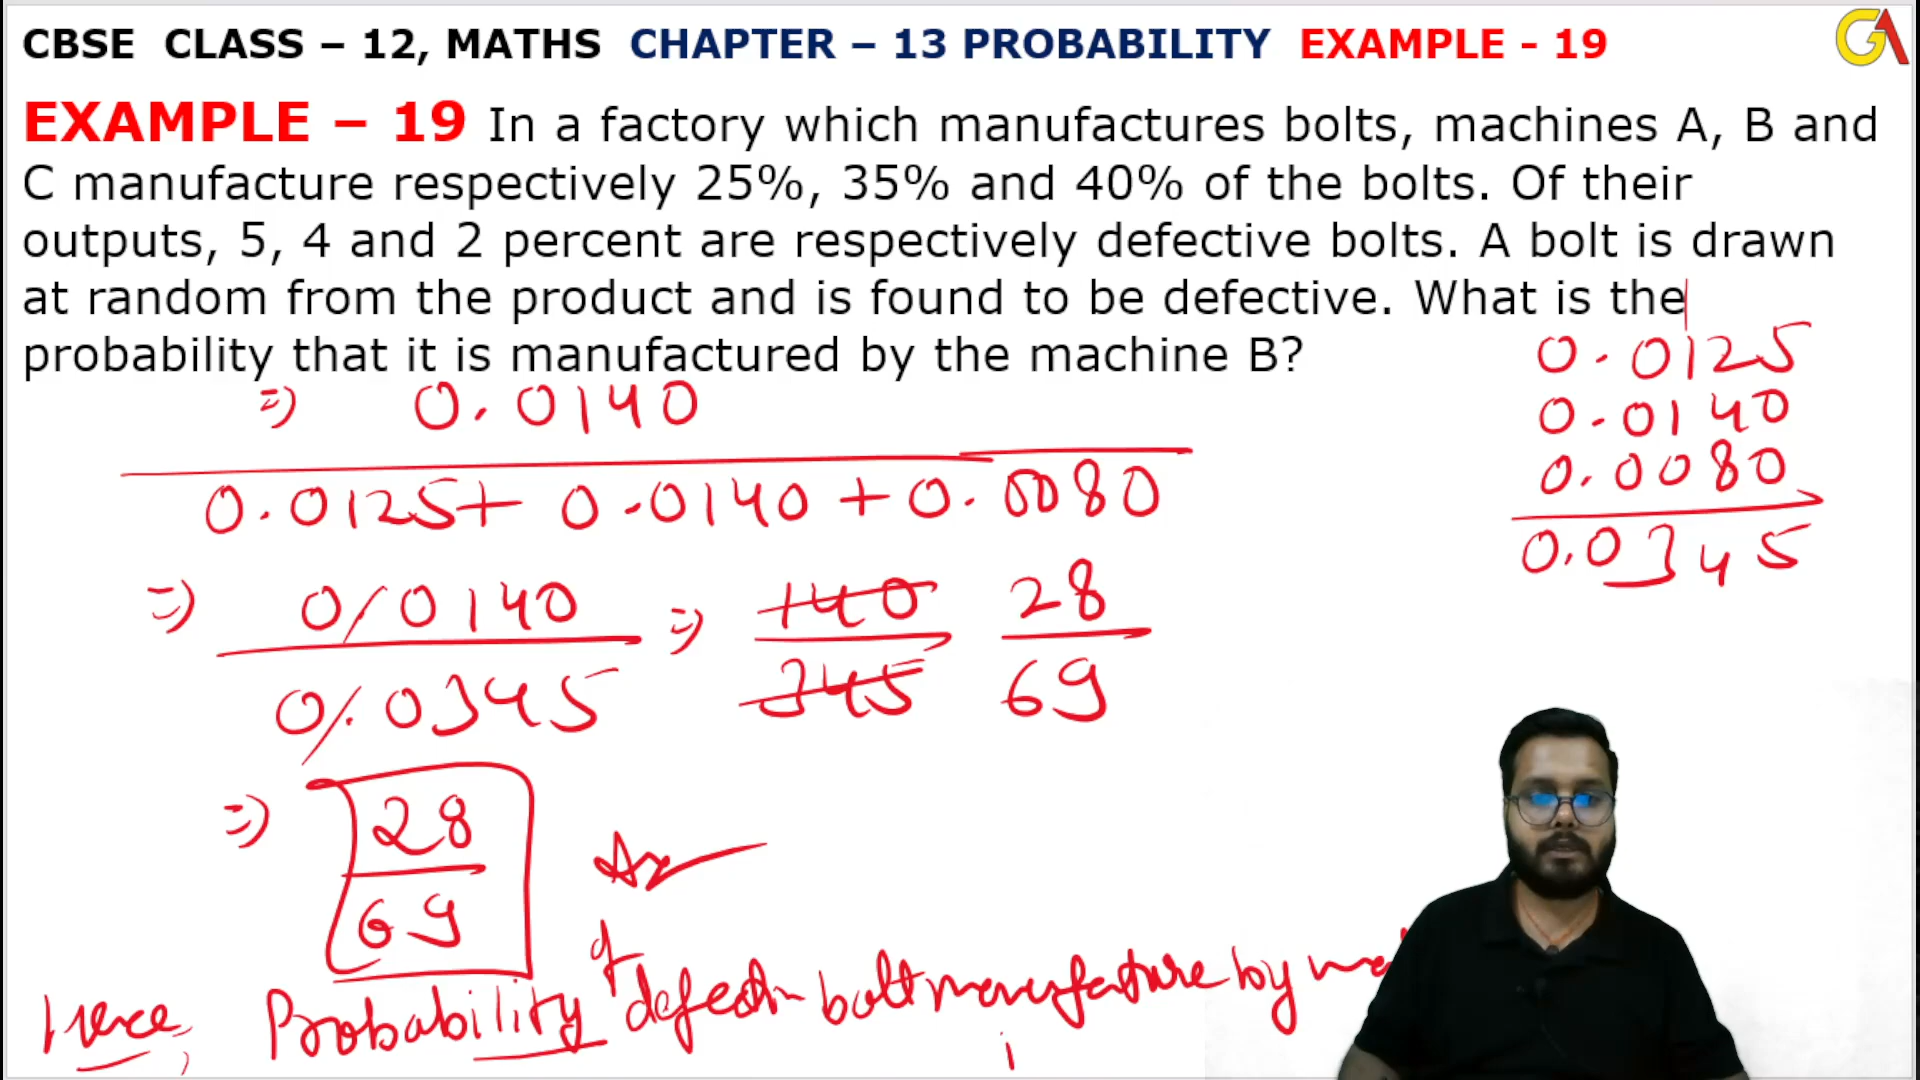 CBSE CLASS – 12, MATHS CHAPTER – 13 PROBABILITY EXAMPLE - 19
GA
EXAMPLE – 19 In a factory which manufactures bolts, machines A, B and
C manufacture respectively 25%, 35% and 40% of the bolts. Of their
outputs, 5, 4 and 2 percent are respectively defective bolts. A bolt is drawn
at random from the product and is found to be defective. What is the
probability that it is manufactured by the machine B?
0.0125
0.0140
0.0080
0.0345
=) 0.0140
0.0125 + 0.0140 + 0.0080
=) 0.0140 =) 140 28
0.0345 345 69
=) 28
69
Hence, Probability of bolt manufacture by